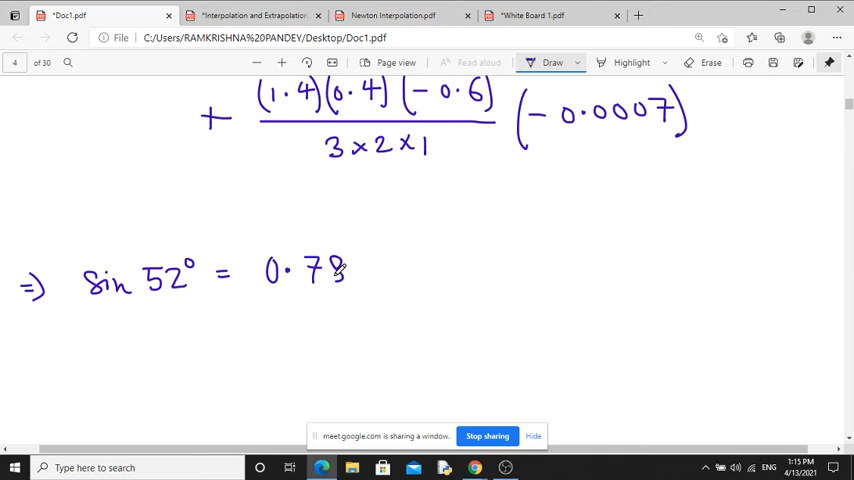 *Doc1.pdf
*Interpolation and Extrapolation.
Newton Interpolation.pdf
*White Board 1.pdf
File
C:/Users/RAMKRISHNA%20PANDEY/Desktop/Doc1.pdf
4 of 30
Page view
Read aloud
Draw
Highlight
Erase
+ (1.4)(0.4)(-0.6) / 3×2×1 (-0.0007)
⇒ sin 52° = 0.78
meet.google.com is sharing a window.
Stop sharing
Hide
Type here to search
ENG
1:15 PM
4/13/2021